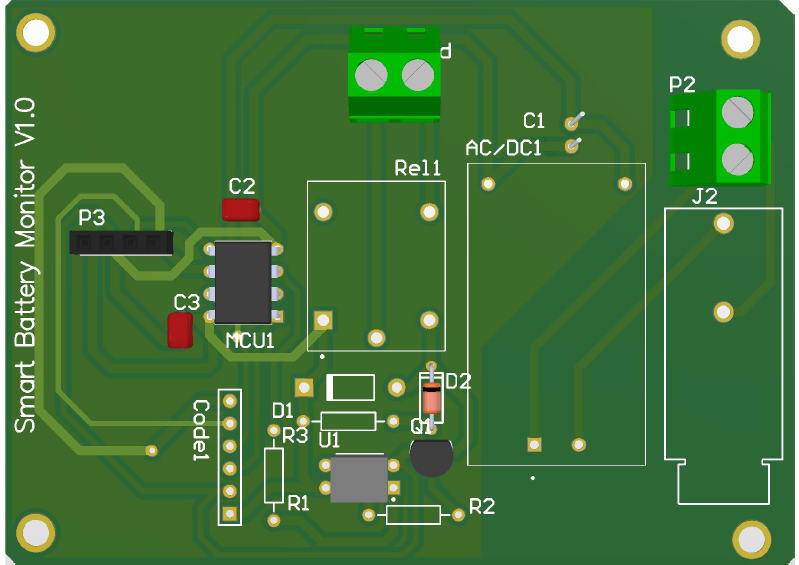 Smart Battery Monitor V1.0
d
P2
C1
AC/DC1
Rel1
C2
J2
P3
C3
MCU1
D2
D1
Code1
Q1
R3
U1
R1
R2